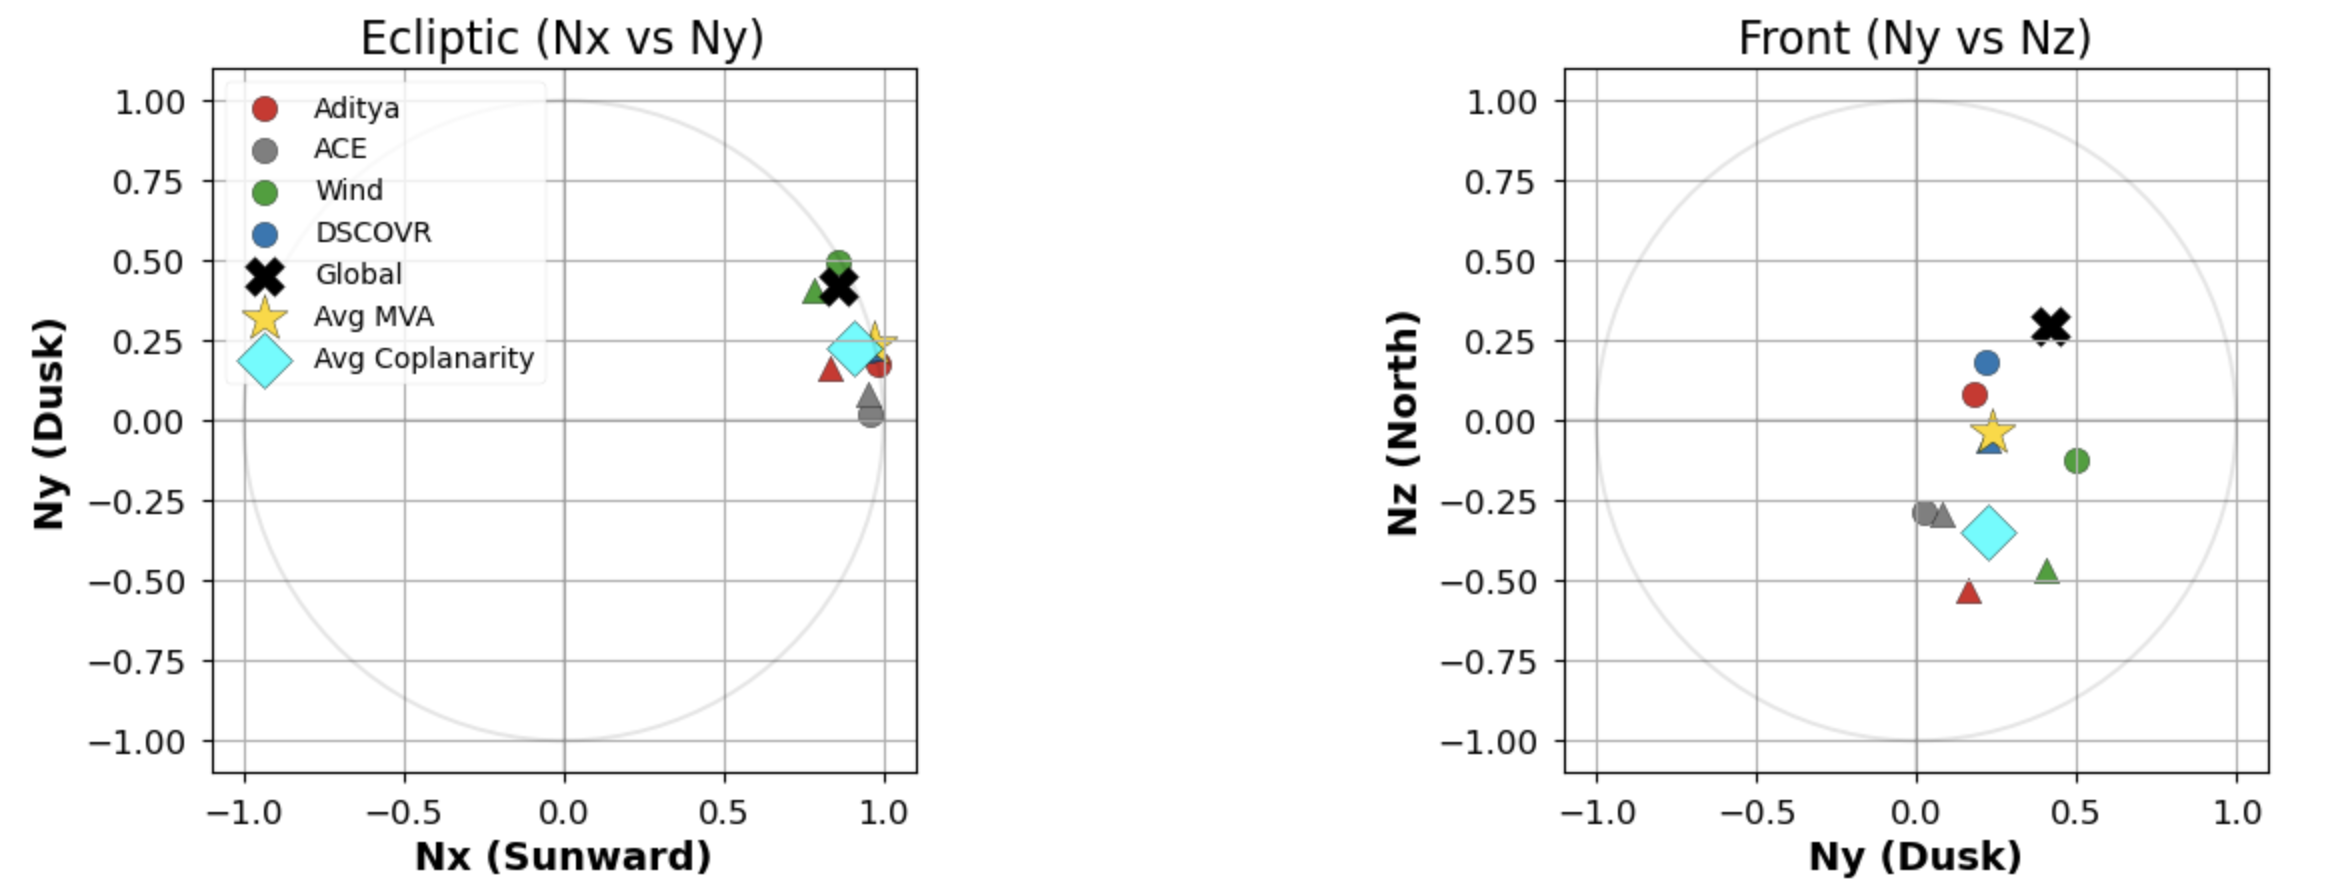 Ecliptic (Nx vs Ny)
1.00
0.75
0.50
0.25
0.00
−0.25
−0.50
−0.75
−1.00
Ny (Dusk)
Aditya
ACE
Wind
DSCOVR
Global
Avg MVA
Avg Coplanarity
−1.0 −0.5 0.0 0.5 1.0
Nx (Sunward)
Front (Ny vs Nz)
1.00
0.75
0.50
0.25
0.00
−0.25
−0.50
−0.75
−1.00
Nz (North)
−1.0 −0.5 0.0 0.5 1.0
Ny (Dusk)